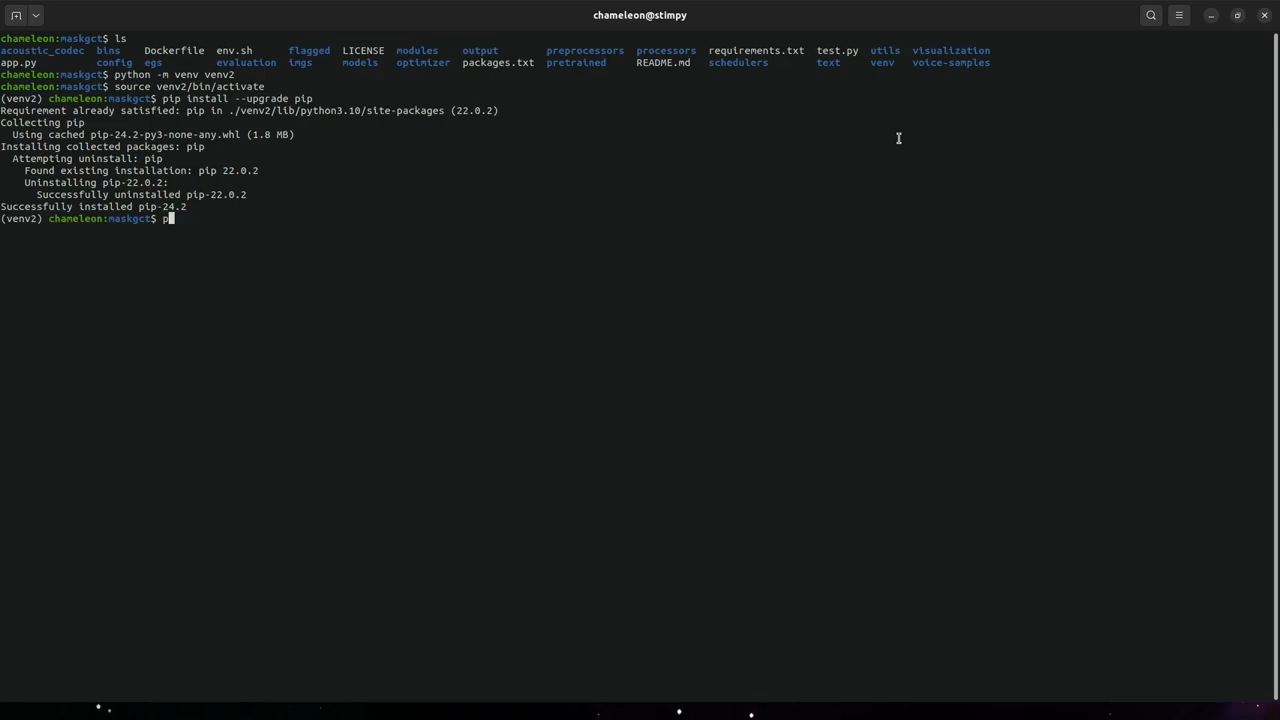 chameleon@stimpy
chameleon:maskgct$ ls
acoustic_codec  bins    Dockerfile  env.sh      flagged  LICENSE  modules    output        preprocessors  processors  requirements.txt  test.py  utils  visualization
app.py          config  egs         evaluation  imgs     models   optimizer  packages.txt  pretrained     README.md   schedulers        text     venv   voice-samples
chameleon:maskgct$ python -m venv venv2
chameleon:maskgct$ source venv2/bin/activate
(venv2) chameleon:maskgct$ pip install --upgrade pip
Requirement already satisfied: pip in ./venv2/lib/python3.10/site-packages (22.0.2)
Collecting pip
  Using cached pip-24.2-py3-none-any.whl (1.8 MB)
Installing collected packages: pip
  Attempting uninstall: pip
    Found existing installation: pip 22.0.2
    Uninstalling pip-22.0.2:
      Successfully uninstalled pip-22.0.2
Successfully installed pip-24.2
(venv2) chameleon:maskgct$ p